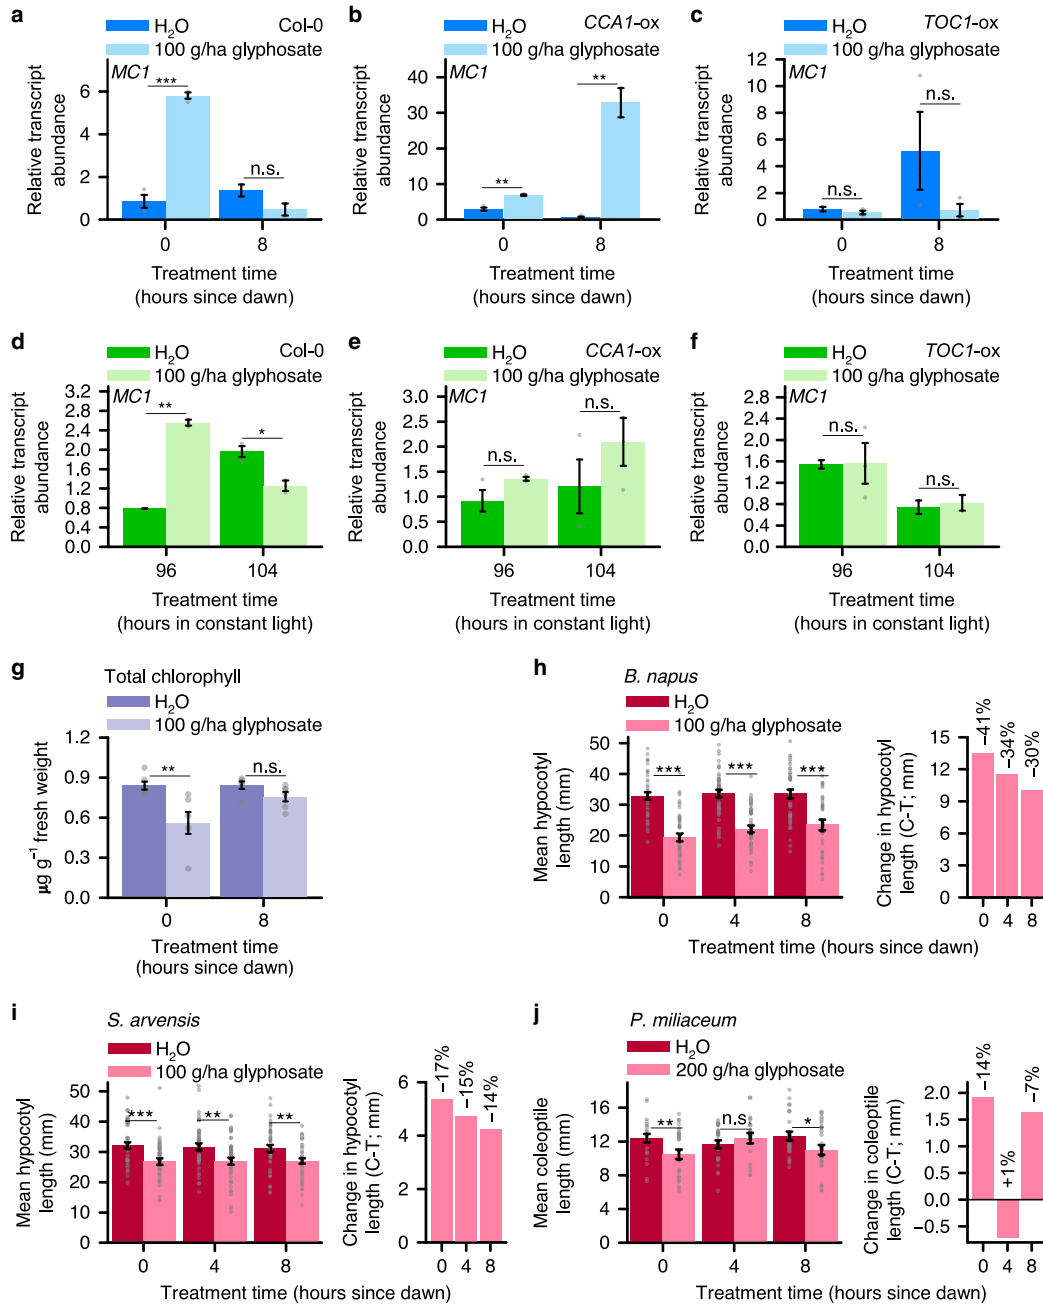 a
H₂O Col-0
100 g/ha glyphosate
MC1
***
n.s.
Relative transcript
abundance
6
4
2
0
0 8
Treatment time
(hours since dawn)
b
CCA1-ox
H₂O
100 g/ha glyphosate
MC1
**
**
Relative transcript
abundance
40
30
20
10
0
0 8
Treatment time
(hours since dawn)
c
H₂O TOC1-ox
100 g/ha glyphosate
MC1
n.s.
n.s.
Relative transcript
abundance
12
10
8
6
4
2
0
0 8
Treatment time
(hours since dawn)
d
H₂O Col-0
100 g/ha glyphosate
MC1
**
*
Relative transcript
abundance
3.2
2.8
2.4
2.0
1.6
1.2
0.8
0.4
0.0
96 104
Treatment time
(hours in constant light)
e
H₂O CCA1-ox
100 g/ha glyphosate
MC1
n.s.
n.s.
Relative transcript
abundance
3.0
2.5
2.0
1.5
1.0
0.5
0.0
96 104
Treatment time
(hours in constant light)
f
H₂O TOC1-ox
100 g/ha glyphosate
MC1
n.s.
n.s.
Relative transcript
abundance
2.8
2.4
2.0
1.6
1.2
0.8
0.4
0.0
96 104
Treatment time
(hours in constant light)
g
Total chlorophyll
H₂O
100 g/ha glyphosate
**
n.s.
µg g⁻¹ fresh weight
1.2
0.9
0.6
0.3
0.0
0 8
Treatment time
(hours since dawn)
h
B. napus
H₂O
100 g/ha glyphosate
*** *** ***
Mean hypocotyl
length (mm)
50
40
30
20
10
0
0 4 8
Change in hypocotyl
length (C-T; mm)
15
12
9
6
3
0
−41%
−34%
−30%
0 4 8
Treatment time (hours since dawn)
i
S. arvensis
H₂O
100 g/ha glyphosate
*** ** **
Mean hypocotyl
length (mm)
50
40
30
20
10
0
0 4 8
Change in hypocotyl
length (C-T; mm)
6
4
2
0
−17%
−15%
−14%
0 4 8
Treatment time (hours since dawn)
j
P. miliaceum
H₂O
200 g/ha glyphosate
** n.s. *
Mean coleoptile
length (mm)
16
12
8
4
0
0 4 8
Change in coleoptile
length (C-T; mm)
2.0
1.5
1.0
0.5
0.0
−0.5
−14%
+1%
−7%
0 4 8
Treatment time (hours since dawn)